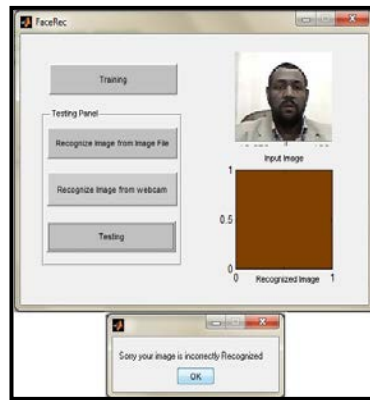 FaceRec
Training
Testing Panel
Recognize Image from Image File
Recognize Image from webcam
Testing
Input Image
1
0.5
0
0
1
Recognized Image
Sorry your image is incorrectly Recognized
OK